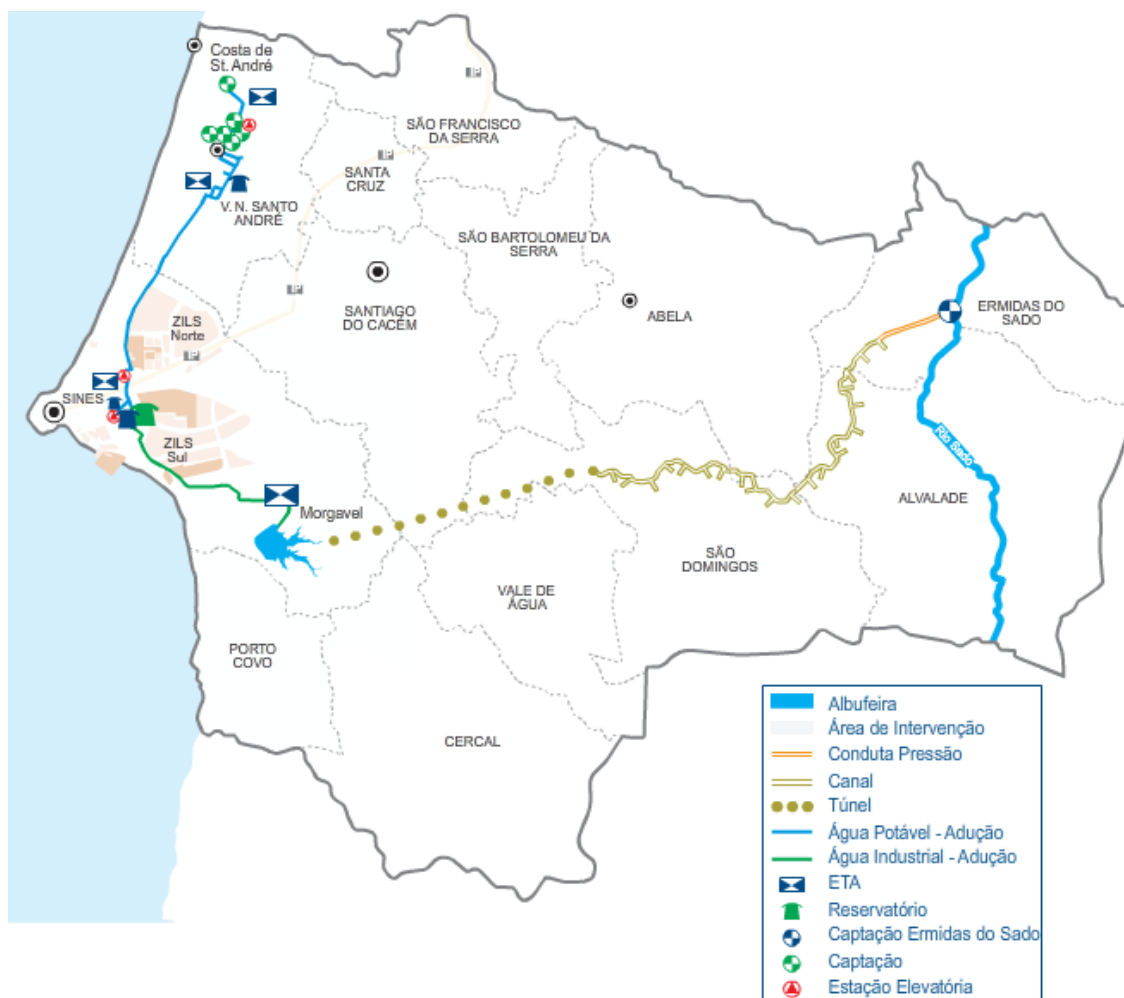 Costa de
St. André
SÃO FRANCISCO
DA SERRA
SANTA
CRUZ
V. N. SANTO
ANDRÉ
SÃO BARTOLOMEU DA
SERRA
SANTIAGO
DO CACÉM
ABELA
ERMIDAS DO
SADO
ZILS
Norte
SINES
ZILS
Sul
Rio Sado
ALVALADE
Morgavel
SÃO
DOMINGOS
VALE DE
ÁGUA
PORTO
COVO
CERCAL
Albufeira
Área de Intervenção
Conduta Pressão
Canal
Túnel
Água Potável - Adução
Água Industrial - Adução
ETA
Reservatório
Captação Ermidas do Sado
Captação
Estação Elevatória